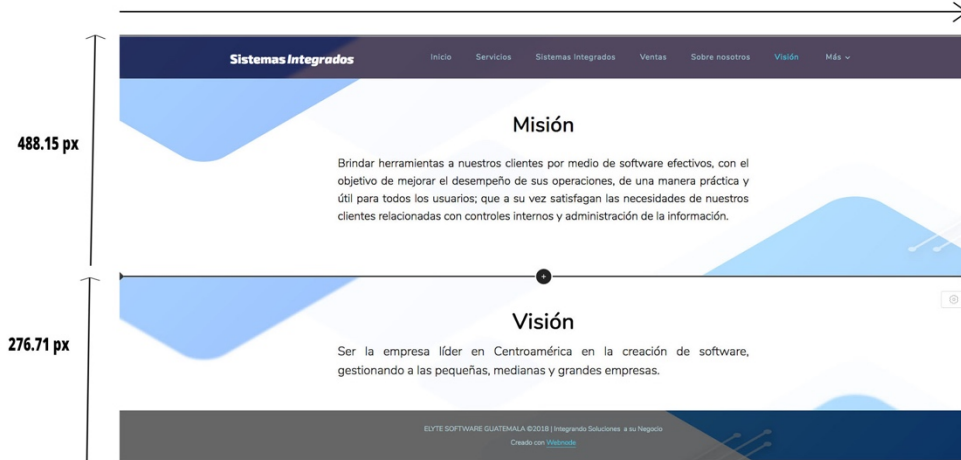 Sistemas Integrados
Inicio Servicios Sistemas Integrados Ventas Sobre nosotros Visión Más
488.15 px
Misión
Brindar herramientas a nuestros clientes por medio de software efectivos, con el
objetivo de mejorar el desempeño de sus operaciones, de una manera práctica y
útil para todos los usuarios; que a su vez satisfagan las necesidades de nuestros
clientes relacionadas con controles internos y administración de la información.
276.71 px
Visión
Ser la empresa líder en Centroamérica en la creación de software,
gestionando a las pequeñas, medianas y grandes empresas.
ELYTE SOFTWARE GUATEMALA ©2018 | Integrando Soluciones a su Negocio
Creado con Webnode